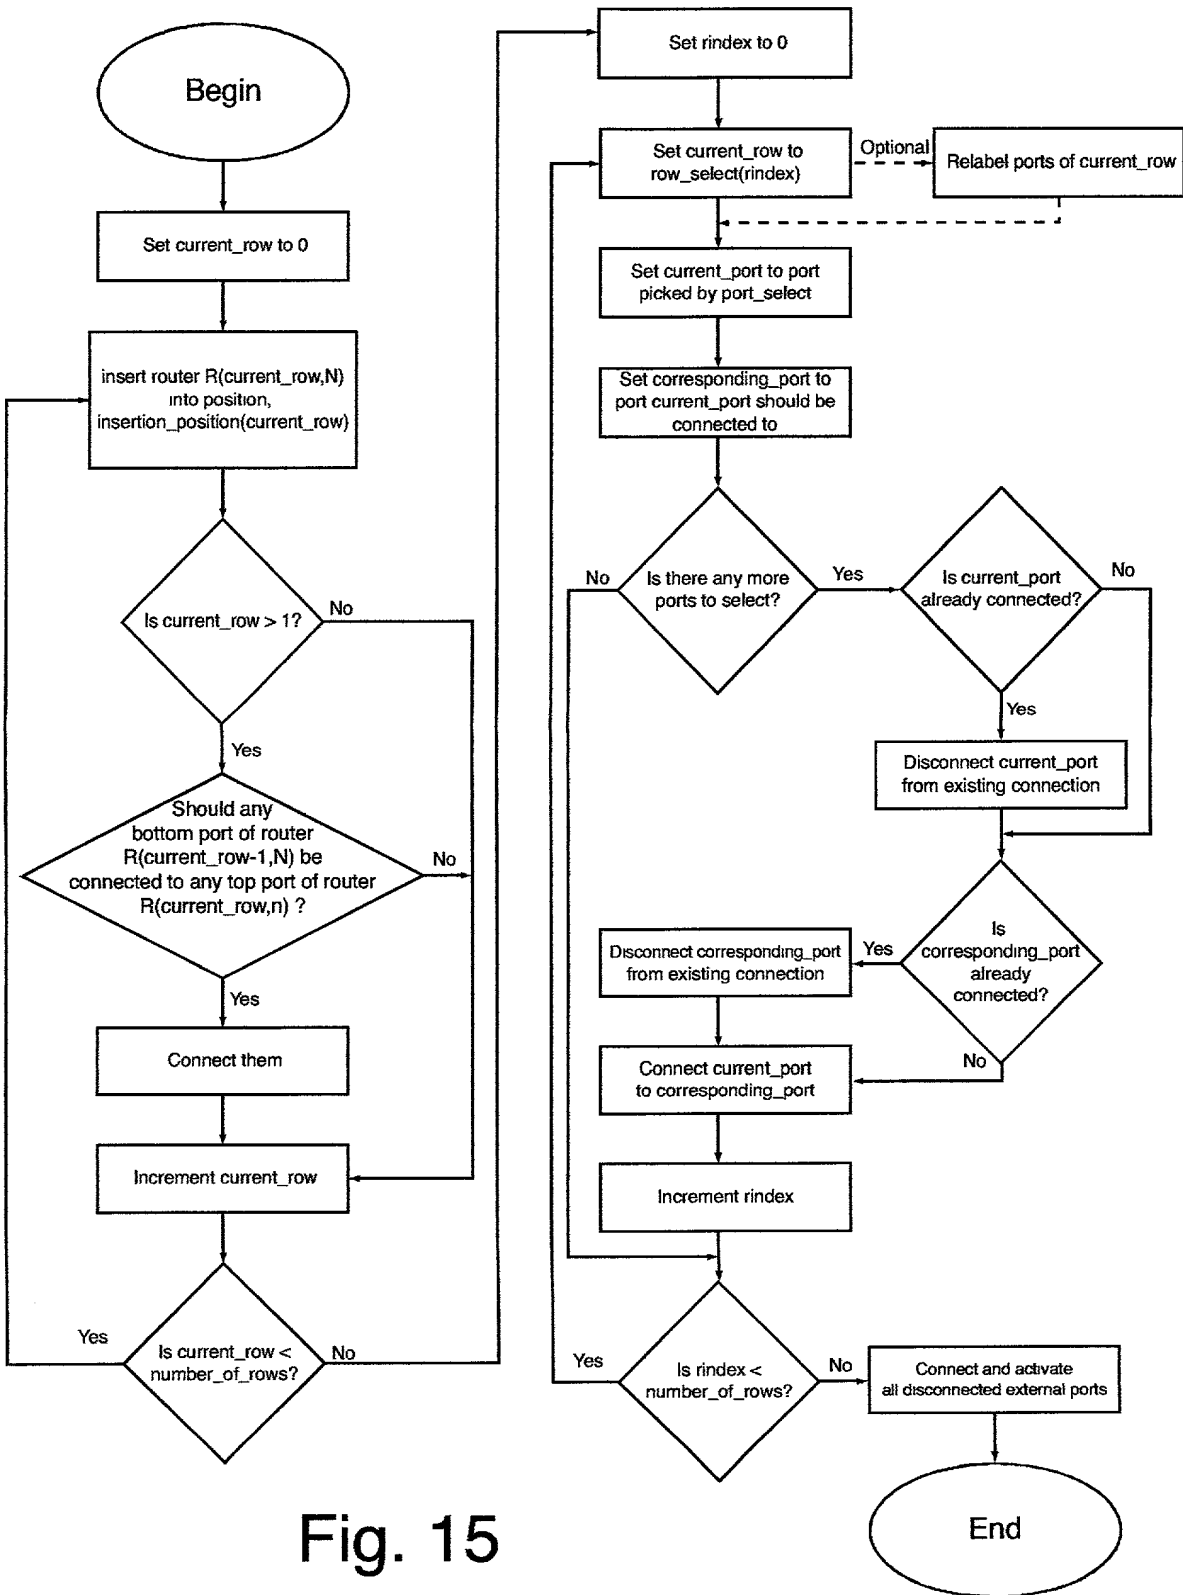 Begin
Set current_row to 0
insert router R(current_row,N)
into position,
insertion_position(current_row)
Is current_row > 1?
No
Yes
Should any
bottom port of router
R(current_row-1,N) be
connected to any top port of router
R(current_row,n) ?
No
Yes
Connect them
Increment current_row
Is current_row <
number_of_rows?
Yes
No
Set rindex to 0
Set current_row to
row_select(rindex)
Optional
Relabel ports of current_row
Set current_port to port
picked by port_select
Set corresponding_port to
port current_port should be
connected to
Is there any more
ports to select?
No
Yes
Is current_port
already connected?
No
Yes
Disconnect current_port
from existing connection
Is
corresponding_port
already
connected?
Yes
No
Disconnect corresponding_port
from existing connection
Connect current_port
to corresponding_port
Increment rindex
Is rindex <
number_of_rows?
Yes
No
Connect and activate
all disconnected external ports
End
Fig. 15